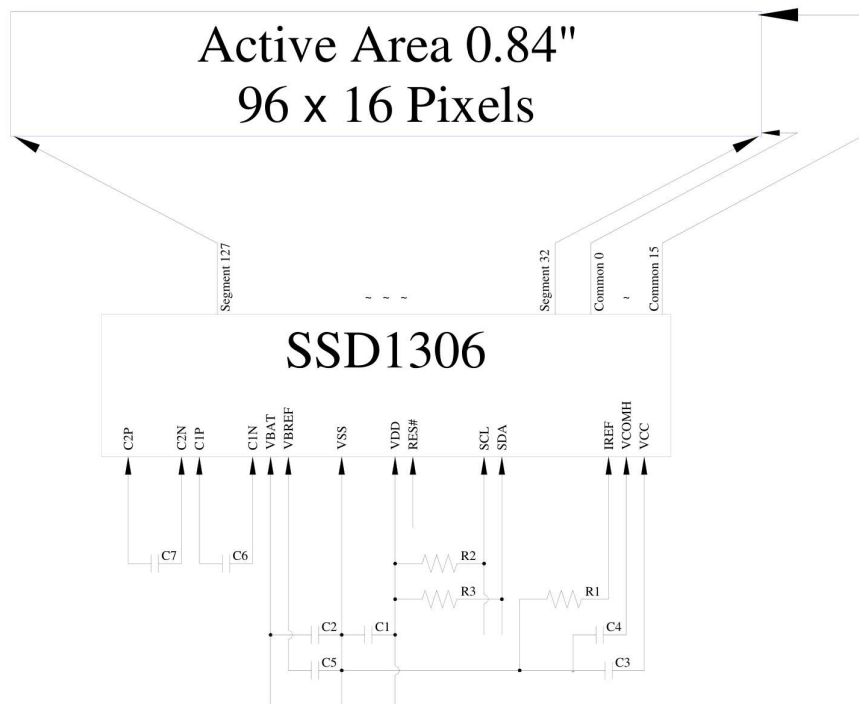 Active Area 0.84"
96 x 16 Pixels
Segment 127
~ ~ ~
Segment 32
Common 0
~
Common 15
SSD1306
C2P
C2N
C1P
C1N
VBAT
VBREF
VSS
VDD
RES#
SCL
SDA
IREF
VCOMH
VCC
C7
C6
R2
R3
R1
C2
C1
C4
C5
C3